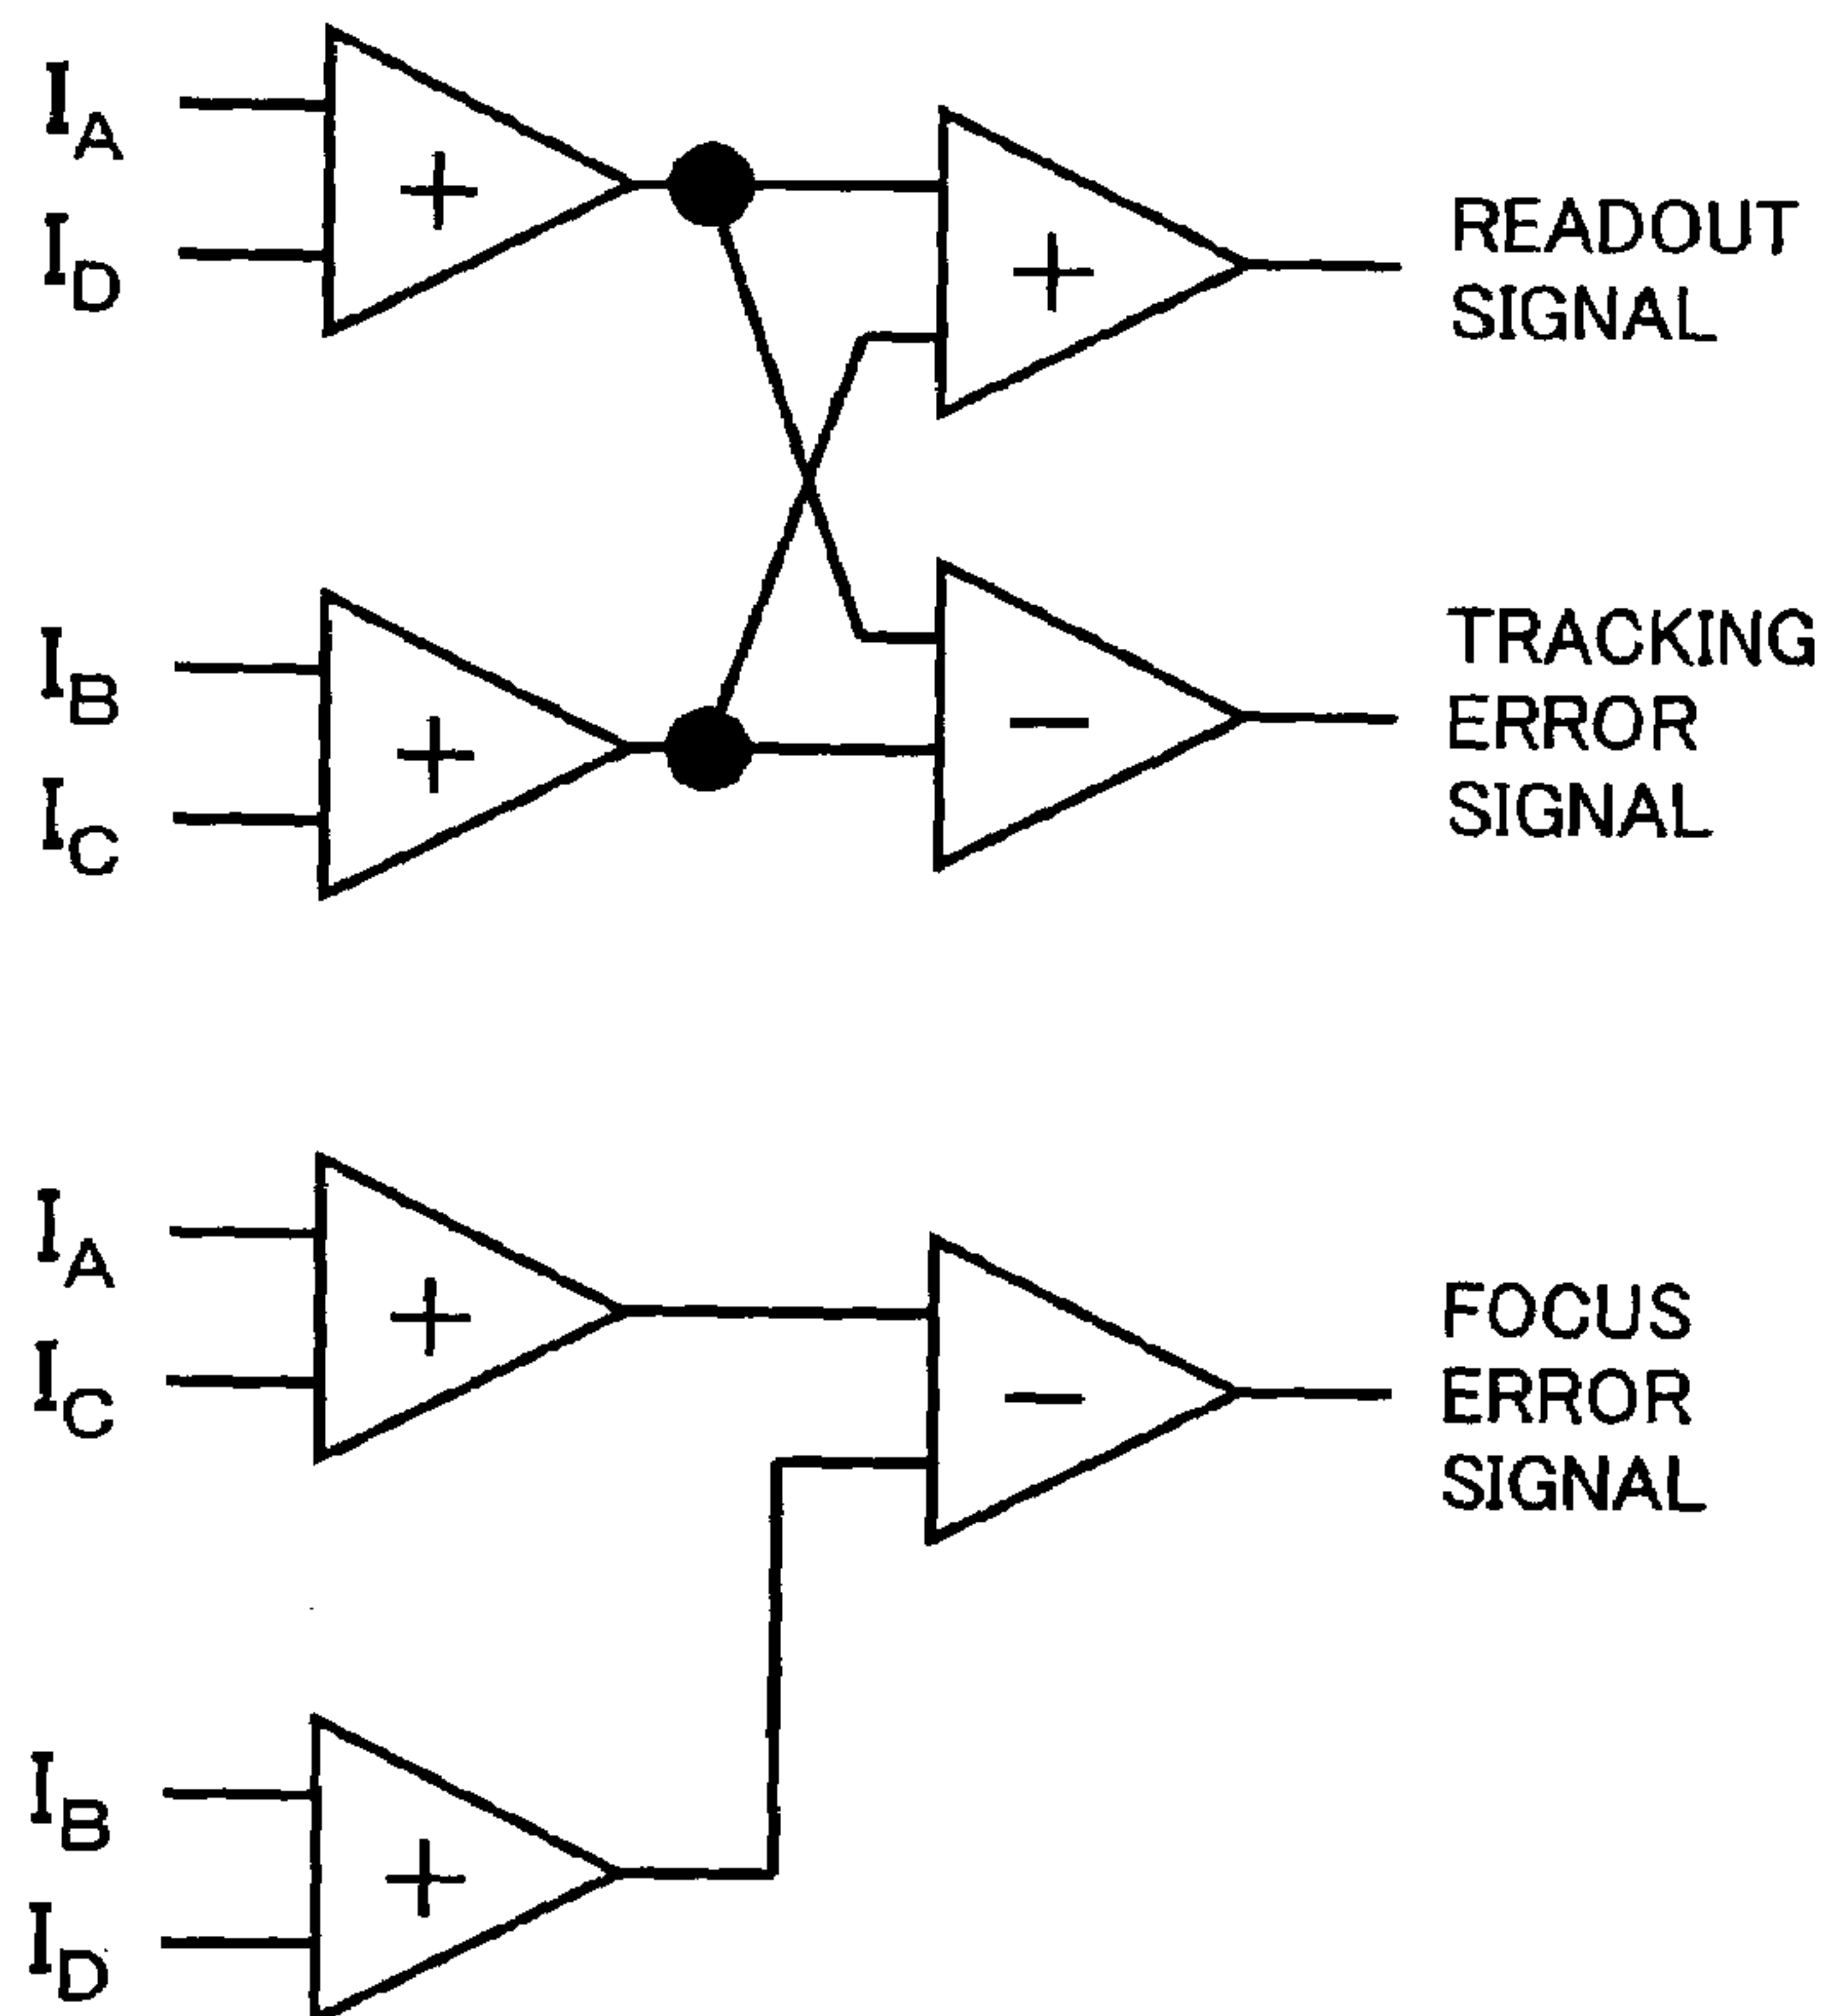 I_A
+
I_D
+
READOUT
SIGNAL
I_B
+
I_C
−
TRACKING
ERROR
SIGNAL
I_A
+
I_C
−
FOCUS
ERROR
SIGNAL
I_B
+
I_D